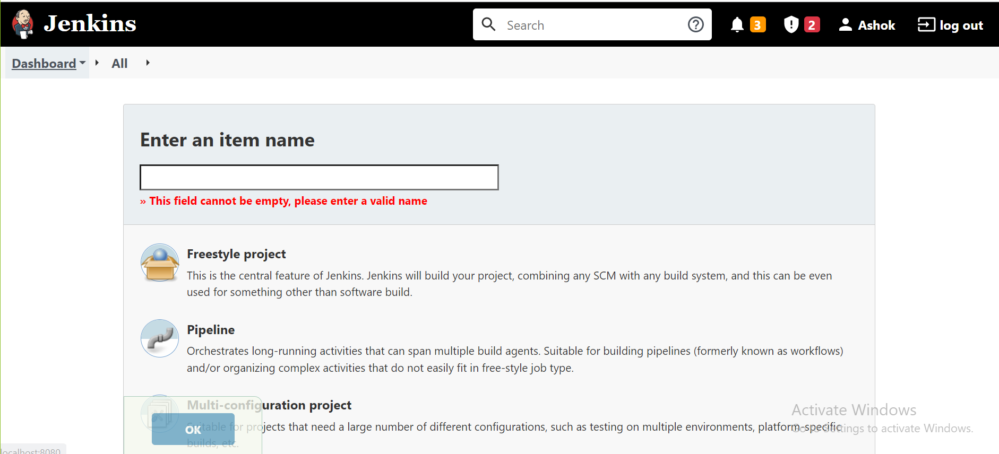 Jenkins
Search
3
2
Ashok
log out
Dashboard
All
Enter an item name
» This field cannot be empty, please enter a valid name
Freestyle project
This is the central feature of Jenkins. Jenkins will build your project, combining any SCM with any build system, and this can be even
used for something other than software build.
Pipeline
Orchestrates long-running activities that can span multiple build agents. Suitable for building pipelines (formerly known as workflows)
and/or organizing complex activities that do not easily fit in free-style job type.
Multi-configuration project
Suitable for projects that need a large number of different configurations, such as testing on multiple environments, platform-specific
builds, etc.
OK
Activate Windows
Go to Settings to activate Windows.
localhost:8080